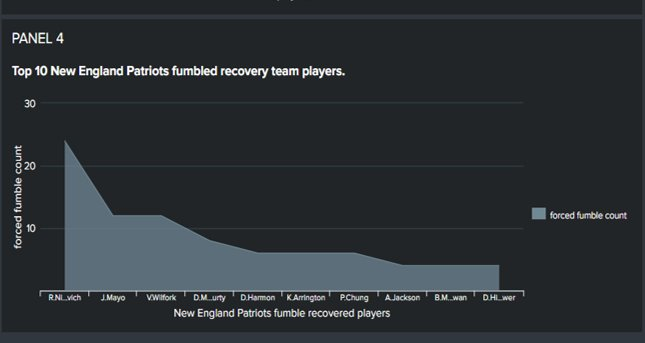 PANEL 4
Top 10 New England Patriots fumbled recovery team players.
30
20
10
forced fumble count
R.Ni...vich J.Mayo V.Wilfork D.M...urty D.Harmon K.Arrington P.Chung A.Jackson B.M...wan D.Hi...wer
New England Patriots fumble recovered players
forced fumble count